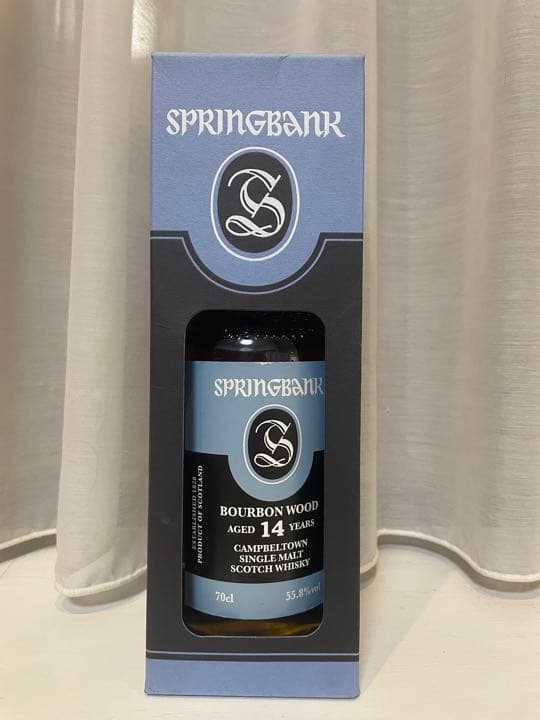 SPRINGBANK
S
SPRINGBANK
S
BOURBON WOOD
AGED 14 YEARS
CAMPBELTOWN
SINGLE MALT
SCOTCH WHISKY
70cl 55.8%vol
ESTABLISHED 1828
PRODUCT OF SCOTLAND